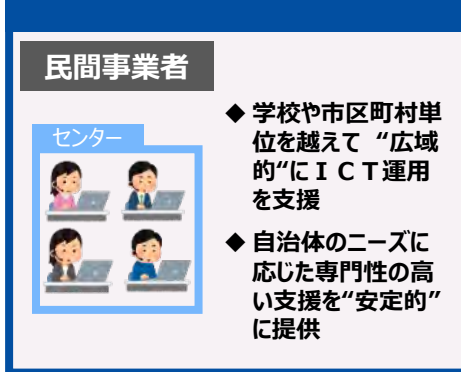 民間事業者
センター
◆ 学校や市区町村単
位を越えて “広域
的“にＩＣＴ運用
を支援
◆ 自治体のニーズに
応じた専門性の高
い支援を“安定的”
に提供